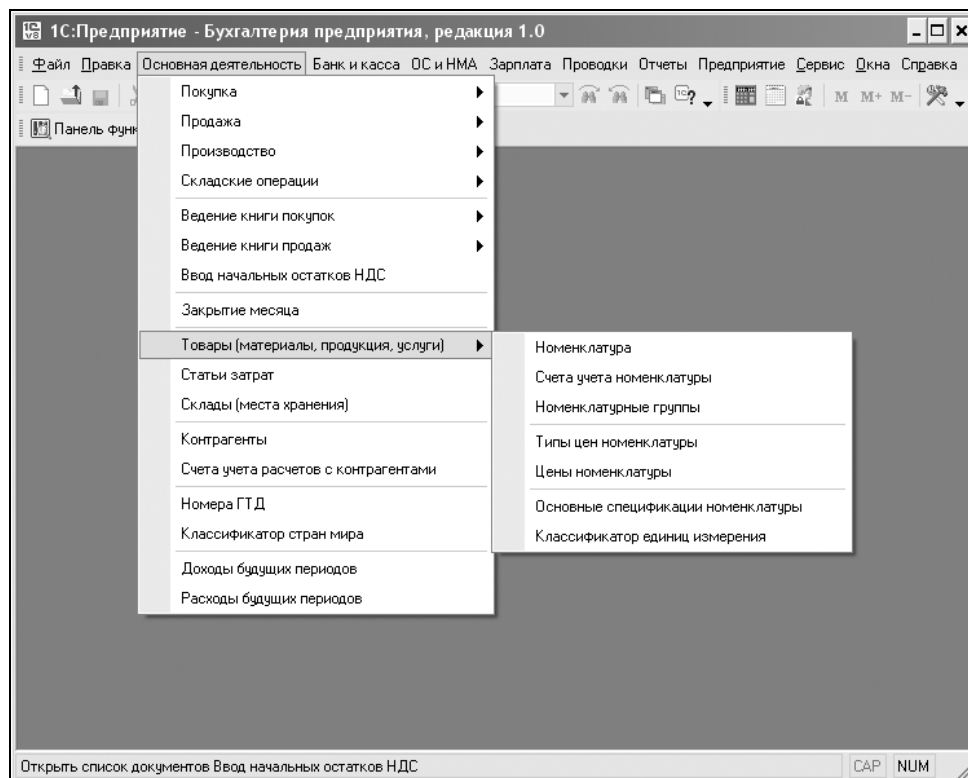 1С:Предприятие - Бухгалтерия предприятия, редакция 1.0
Файл Правка Основная деятельность Банк и касса ОС и НМА Зарплата Проводки Отчеты Предприятие Сервис Окна Справка
M M+ M-
Панель функ
Покупка
Продажа
Производство
Складские операции
Ведение книги покупок
Ведение книги продаж
Ввод начальных остатков НДС
Закрытие месяца
Товары (материалы, продукция, услуги)
Статьи затрат
Склады (места хранения)
Контрагенты
Счета учета расчетов с контрагентами
Номера ГТД
Классификатор стран мира
Доходы будущих периодов
Расходы будущих периодов
Номенклатура
Счета учета номенклатуры
Номенклатурные группы
Типы цен номенклатуры
Цены номенклатуры
Основные спецификации номенклатуры
Классификатор единиц измерения
Открыть список документов Ввод начальных остатков НДС
CAP NUM